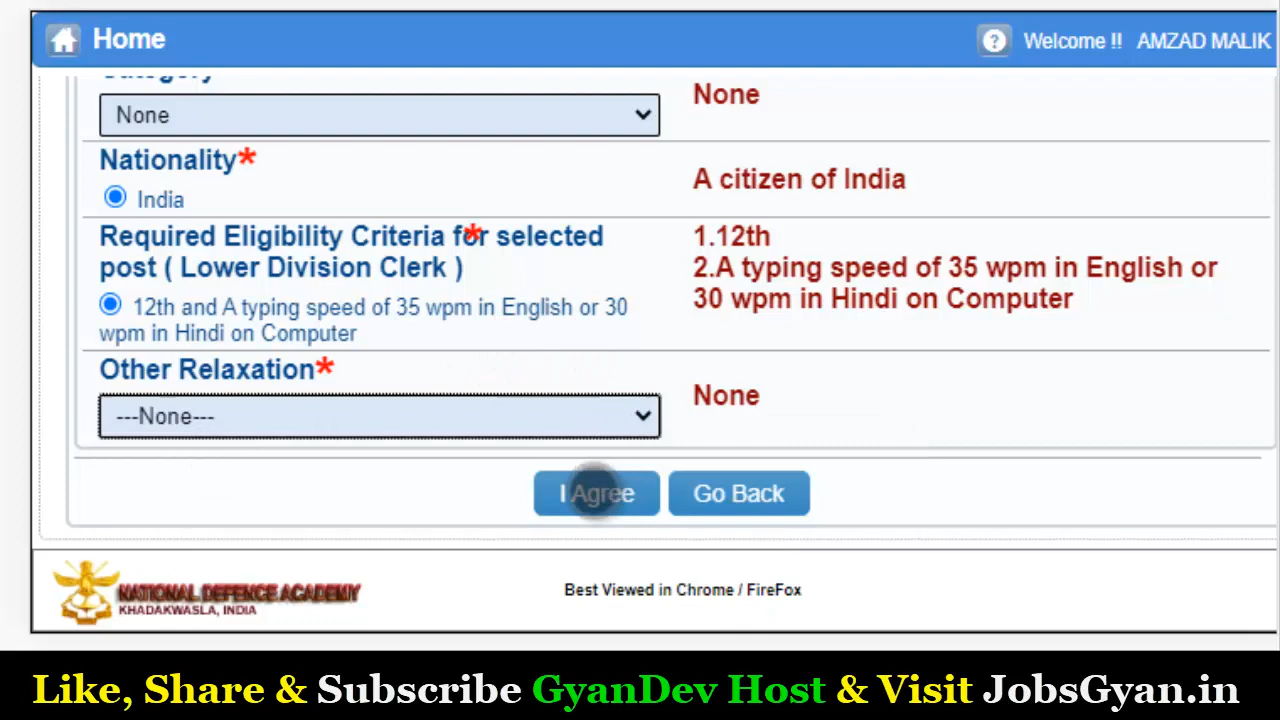 Home
Welcome !! AMZAD MALIK
Category
None
None
Nationality*
A citizen of India
India
Required Eligibility Criteria for selected
post ( Lower Division Clerk )
*
1.12th
2.A typing speed of 35 wpm in English or
30 wpm in Hindi on Computer
12th and A typing speed of 35 wpm in English or 30
wpm in Hindi on Computer
Other Relaxation*
---None---
None
I Agree
Go Back
NATIONAL DEFENCE ACADEMY
KHADAKWASLA, INDIA
Best Viewed in Chrome / FireFox
Like, Share & Subscribe GyanDev Host & Visit JobsGyan.in